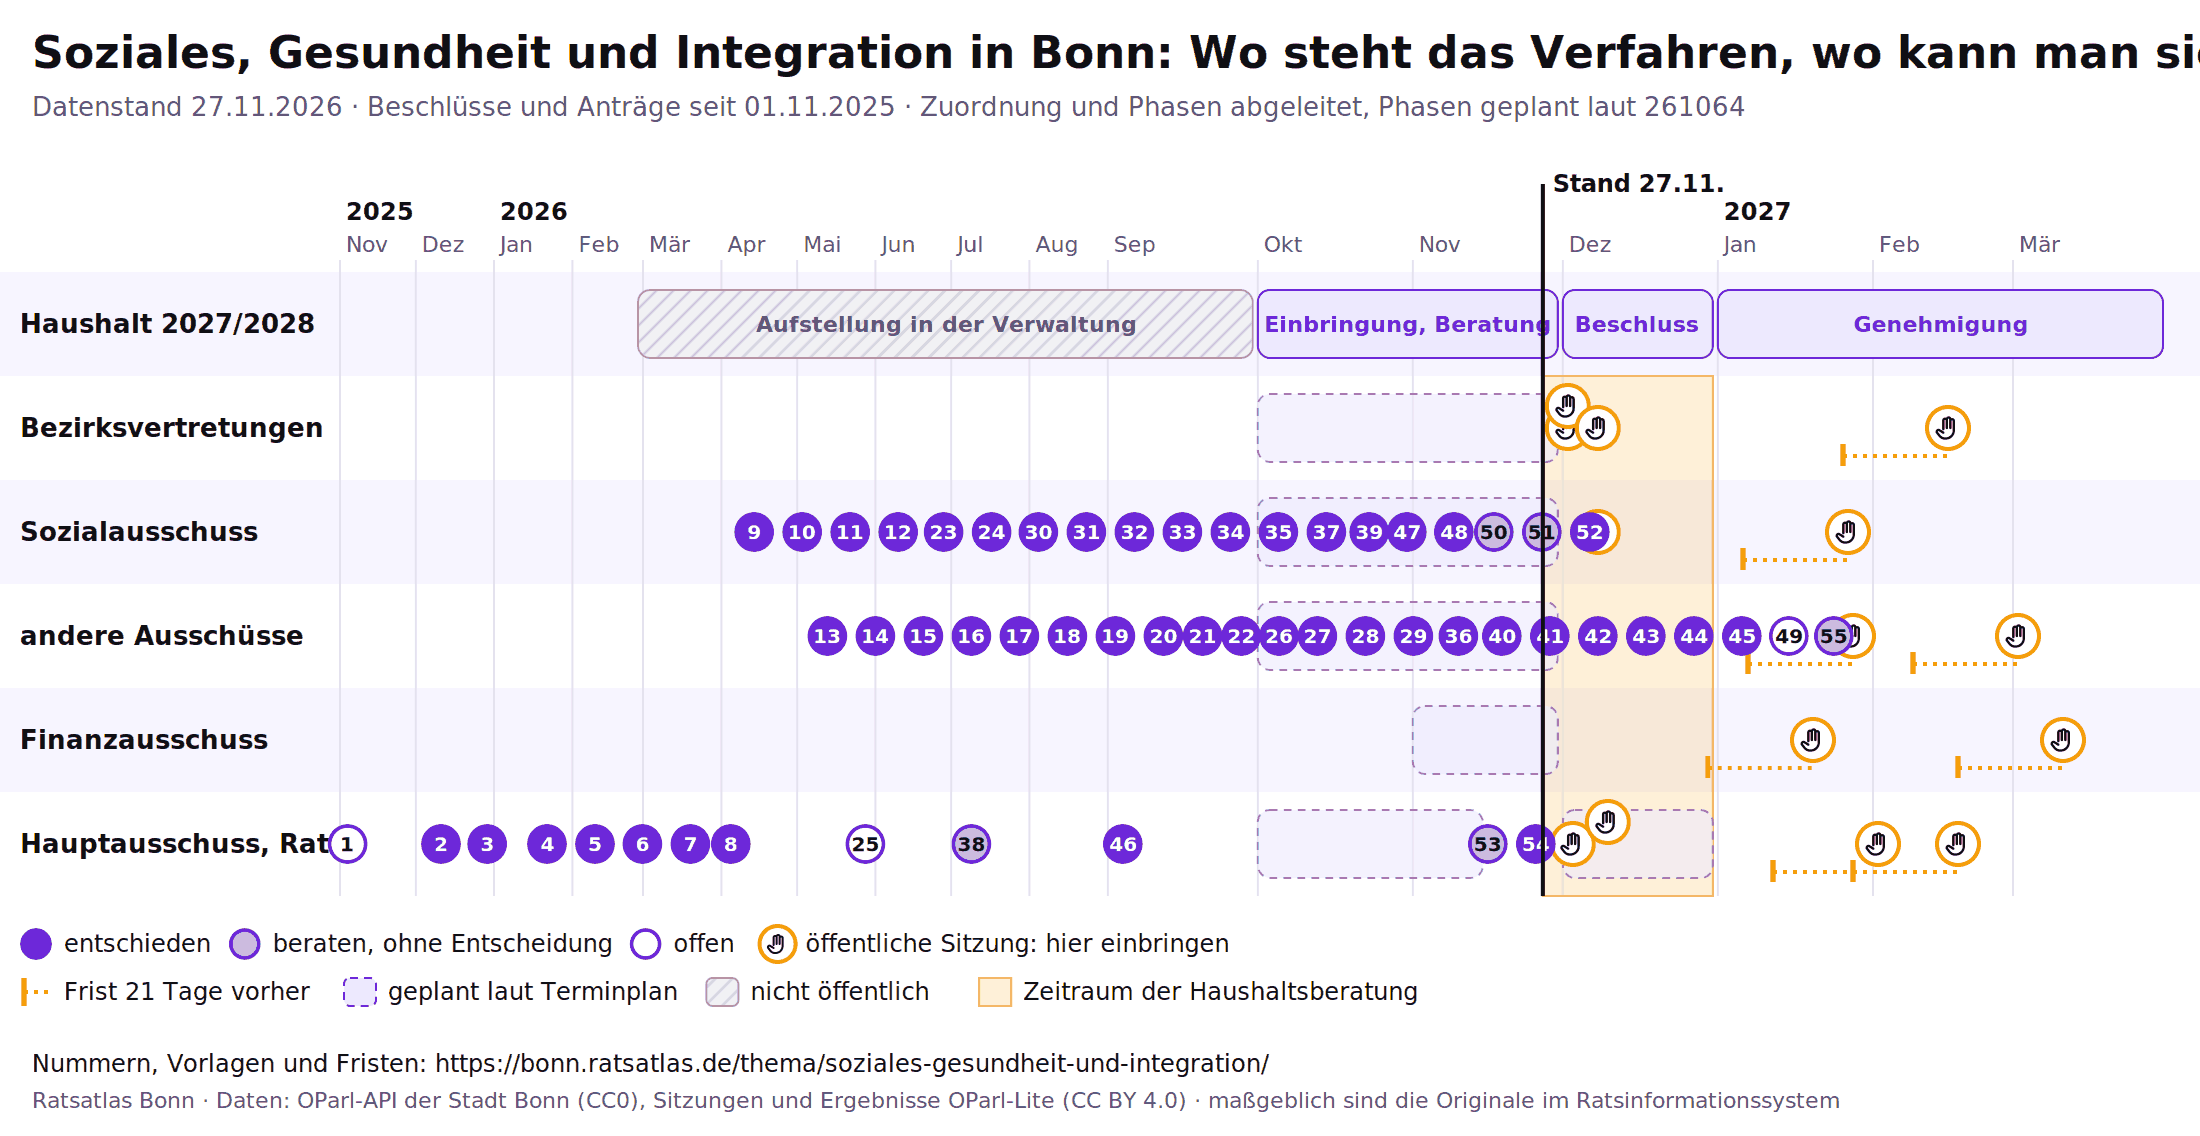 Soziales, Gesundheit und Integration in Bonn: Wo steht das Verfahren, wo kann man
Datenstand 27.11.2026 · Beschlüsse und Anträge seit 01.11.2025 · Zuordnung und Phasen abgeleitet, Phasen geplant laut 261064
Stand 27.11.
2025 2026 2027
Nov Dez Jan Feb Mär Apr Mai Jun Jul Aug Sep Okt Nov Dez Jan Feb Mär
Haushalt 2027/2028 Aufstellung in der Verwaltung Einbringung, Beratung Beschluss Genehmigung
Bezirksvertretungen
Sozialausschuss 9 10 11 12 23 24 30 31 32 33 34 35 37 39 47 48 50 51 52
andere Ausschüsse 13 14 15 16 17 18 19 20 21 22 26 27 28 29 36 40 41 42 43 44 45 49 55
Finanzausschuss
Hauptausschuss, Rat 1 2 3 4 5 6 7 8 25 38 46 53 54
entschieden beraten, ohne Entscheidung offen öffentliche Sitzung: hier einbringen
Frist 21 Tage vorher geplant laut Terminplan nicht öffentlich Zeitraum der Haushaltsberatung
Nummern, Vorlagen und Fristen: https://bonn.ratsatlas.de/thema/soziales-gesundheit-und-integration/
Ratsatlas Bonn · Daten: OParl-API der Stadt Bonn (CC0), Sitzungen und Ergebnisse OParl-Lite (CC BY 4.0) · maßgeblich sind die Originale im Ratsinformationssystem